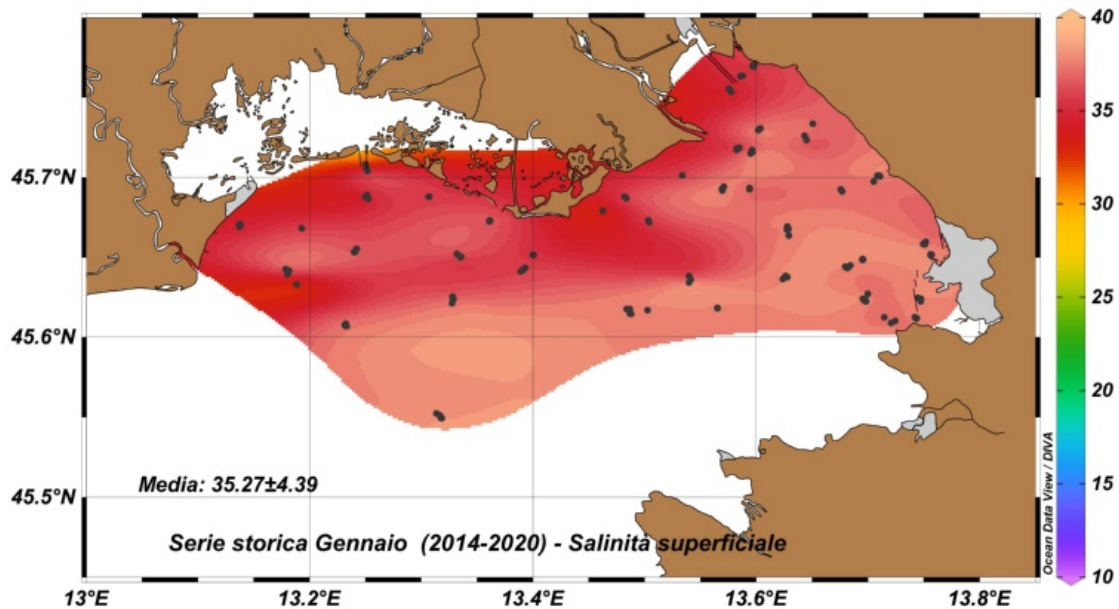 40
45.7°N
35
30
45.6°N
25
20
45.5°N
15
10
Media: 35.27±4.39
Serie storica Gennaio (2014-2020) - Salinità superficiale
Ocean Data View / DIVA
13°E 13.2°E 13.4°E 13.6°E 13.8°E